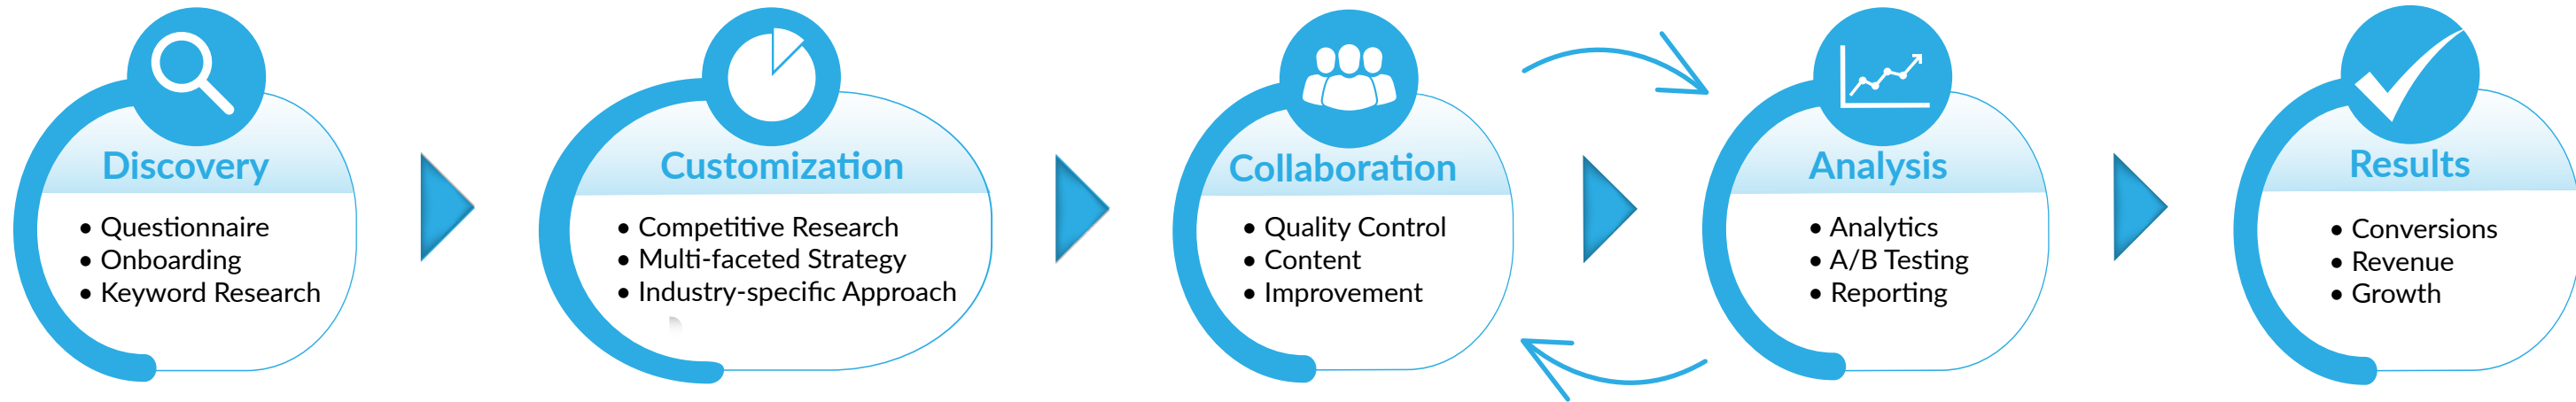 Discovery
• Questionnaire
• Onboarding
• Keyword Research
Customization
• Competitive Research
• Multi-faceted Strategy
• Industry-specific Approach
Collaboration
• Quality Control
• Content
• Improvement
Analysis
• Analytics
• A/B Testing
• Reporting
Results
• Conversions
• Revenue
• Growth